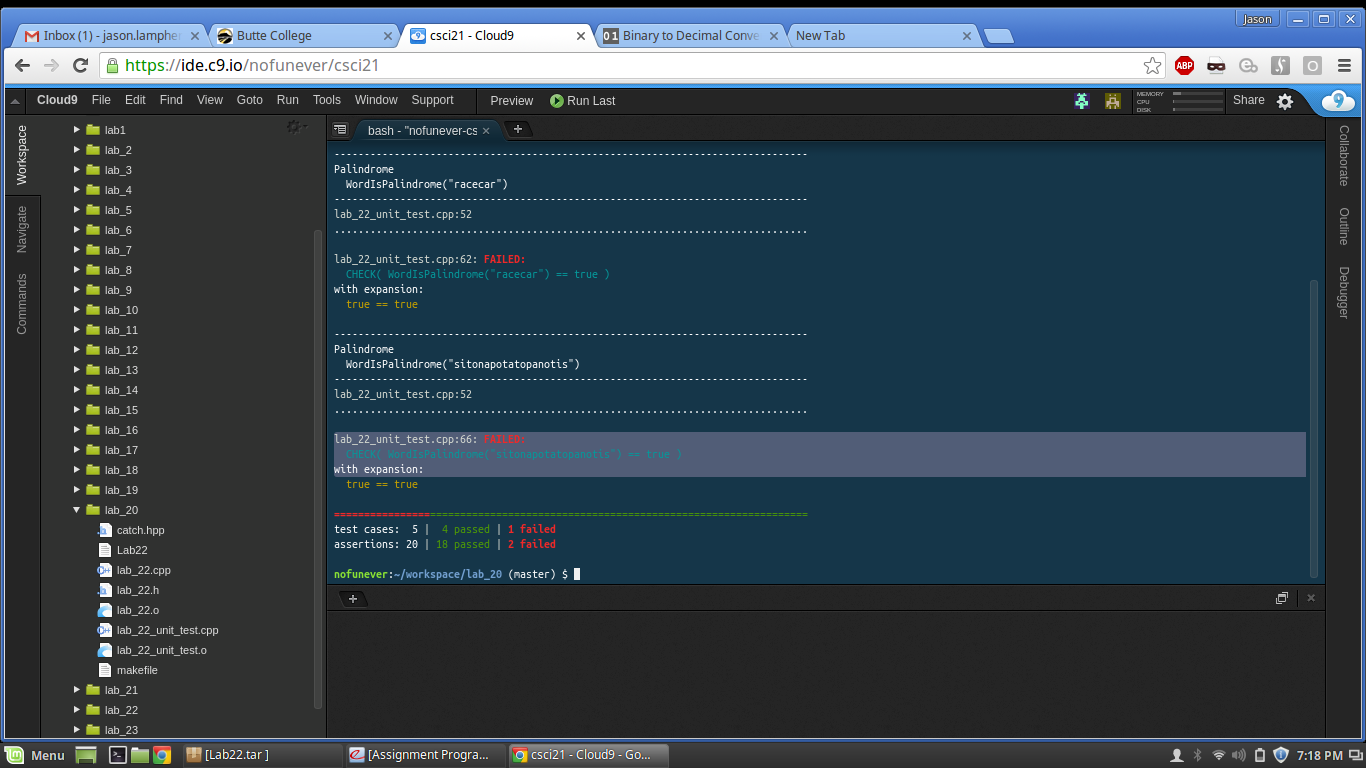 Jason
Inbox (1) - jason.lamphe
Butte College
csci21 - Cloud9
Binary to Decimal Conve
New Tab
https://ide.c9.io/nofunever/csci21
ABP
Cloud9 File Edit Find View Goto Run Tools Window Support Preview Run Last
MEMORY
CPU
DISK
Share
Workspace
Navigate
Commands
lab1
lab_2
lab_3
lab_4
lab_5
lab_6
lab_7
lab_8
lab_9
lab_10
lab_11
lab_12
lab_13
lab_14
lab_15
lab_16
lab_17
lab_18
lab_19
lab_20
catch.hpp
Lab22
lab_22.cpp
lab_22.h
lab_22.o
lab_22_unit_test.cpp
lab_22_unit_test.o
makefile
lab_21
lab_22
lab_23
bash - "nofunever-cs
-------------------------------------------------------------------------------
Palindrome
WordIsPalindrome("racecar")
-------------------------------------------------------------------------------
lab_22_unit_test.cpp:52
...............................................................................
lab_22_unit_test.cpp:62: FAILED:
CHECK( WordIsPalindrome("racecar") == true )
with expansion:
true == true
-------------------------------------------------------------------------------
Palindrome
WordIsPalindrome("sitonapotatopanotis")
-------------------------------------------------------------------------------
lab_22_unit_test.cpp:52
...............................................................................
lab_22_unit_test.cpp:66: FAILED:
CHECK( WordIsPalindrome("sitonapotatopanotis") == true )
with expansion:
true == true
===============================================================================
test cases: 5 | 4 passed | 1 failed
assertions: 20 | 18 passed | 2 failed
nofunever:~/workspace/lab_20 (master) $
Collaborate
Outline
Debugger
Menu
[Lab22.tar ]
[Assignment Progra...
csci21 - Cloud9 - Go...
7:18 PM